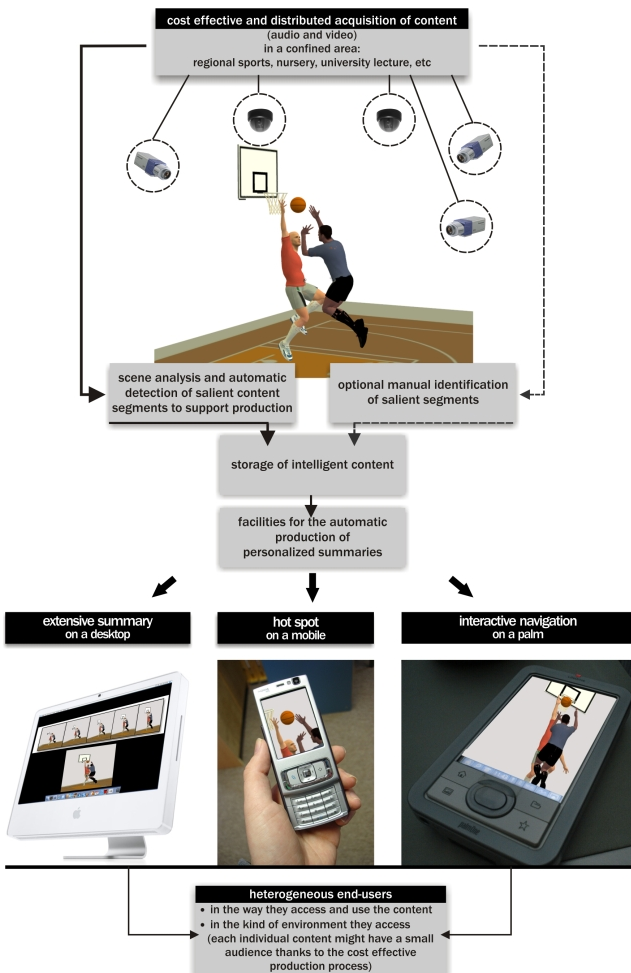 cost effective and distributed acquisition of content
(audio and video)
in a confined area:
regional sports, nursery, university lecture, etc
scene analysis and automatic
detection of salient content
segments to support production
optional manual identification
of salient segments
storage of intelligent content
facilities for the automatic
production of
personalized summaries
extensive summary
on a desktop
hot spot
on a mobile
interactive navigation
on a palm
heterogeneous end-users
• in the way they access and use the content
• in the kind of environment they access
(each individual content might have a small
audience thanks to the cost effective
production process)